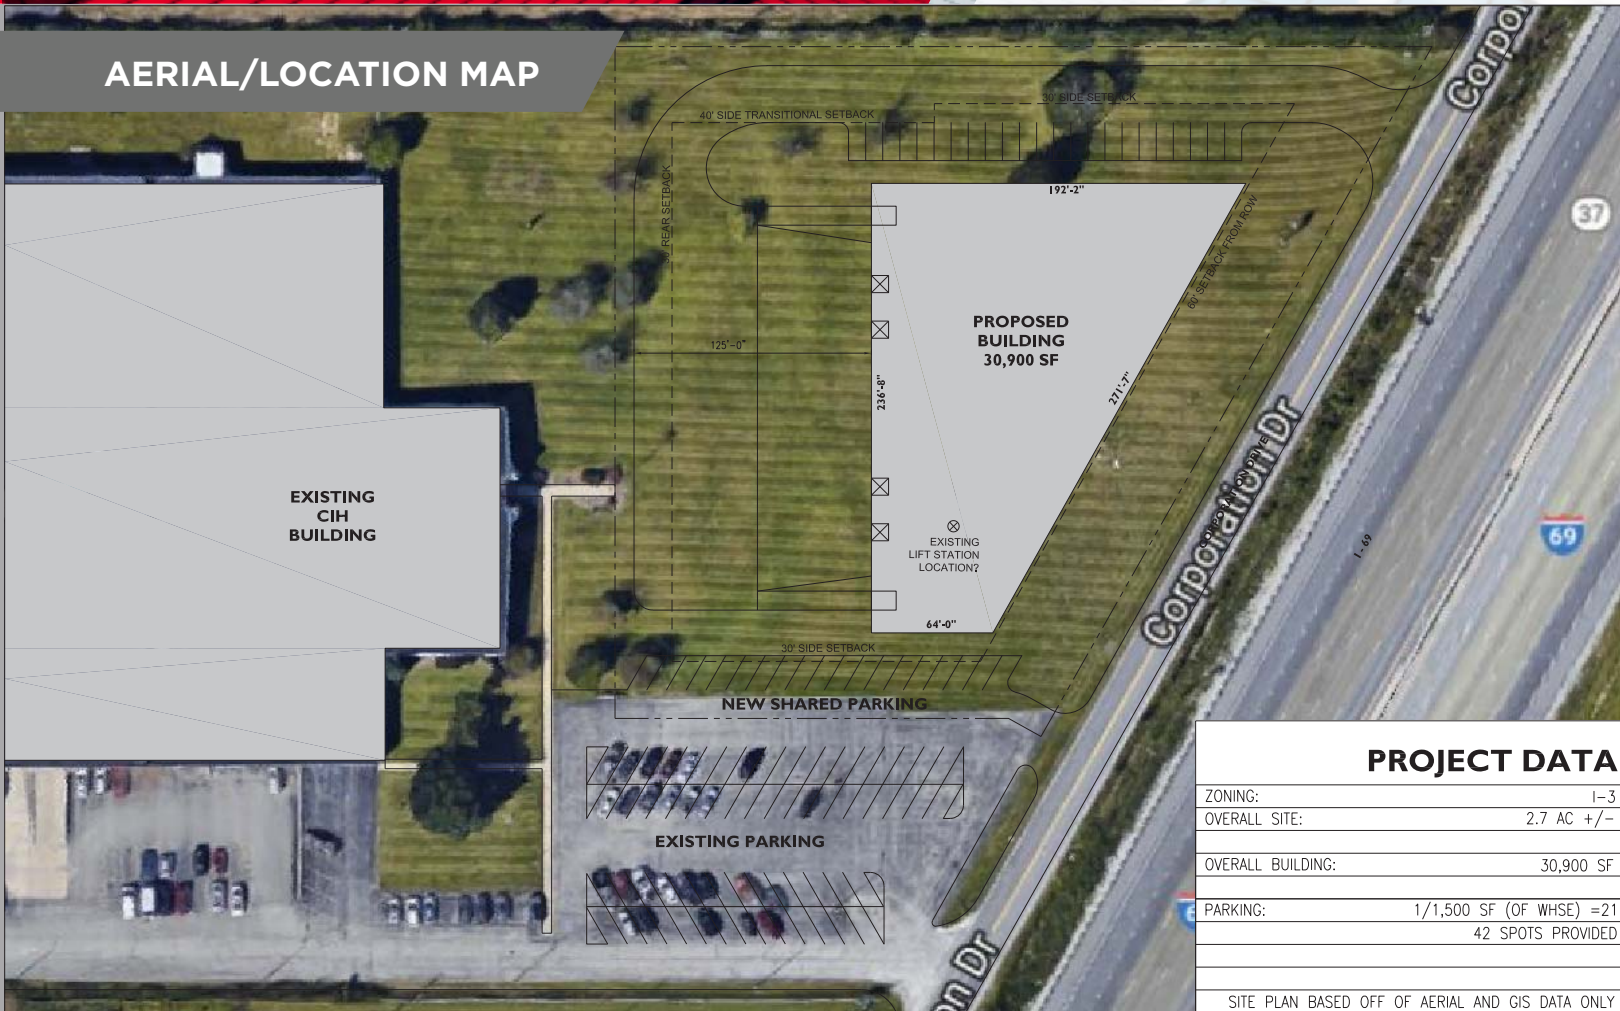 AERIAL/LOCATION MAP
40' SIDE TRANSITIONAL SETBACK
30' SIDE SETBACK
Corpo
37
192'-2"
REAR SETBACK
60' SETBACK FROM ROW
PROPOSED
BUILDING
30,900 SF
125'-0"
236'-8"
271'-7"
Corporation Dr
CORPORATION DRIVE
I-69
69
EXISTING
CIH
BUILDING
EXISTING
LIFT STATION
LOCATION?
64'-0"
30' SIDE SETBACK
NEW SHARED PARKING
EXISTING PARKING
on Dr
PROJECT DATA
ZONING: I-3
OVERALL SITE: 2.7 AC +/-
OVERALL BUILDING: 30,900 SF
PARKING: 1/1,500 SF (OF WHSE) =21
42 SPOTS PROVIDED
SITE PLAN BASED OFF OF AERIAL AND GIS DATA ONLY